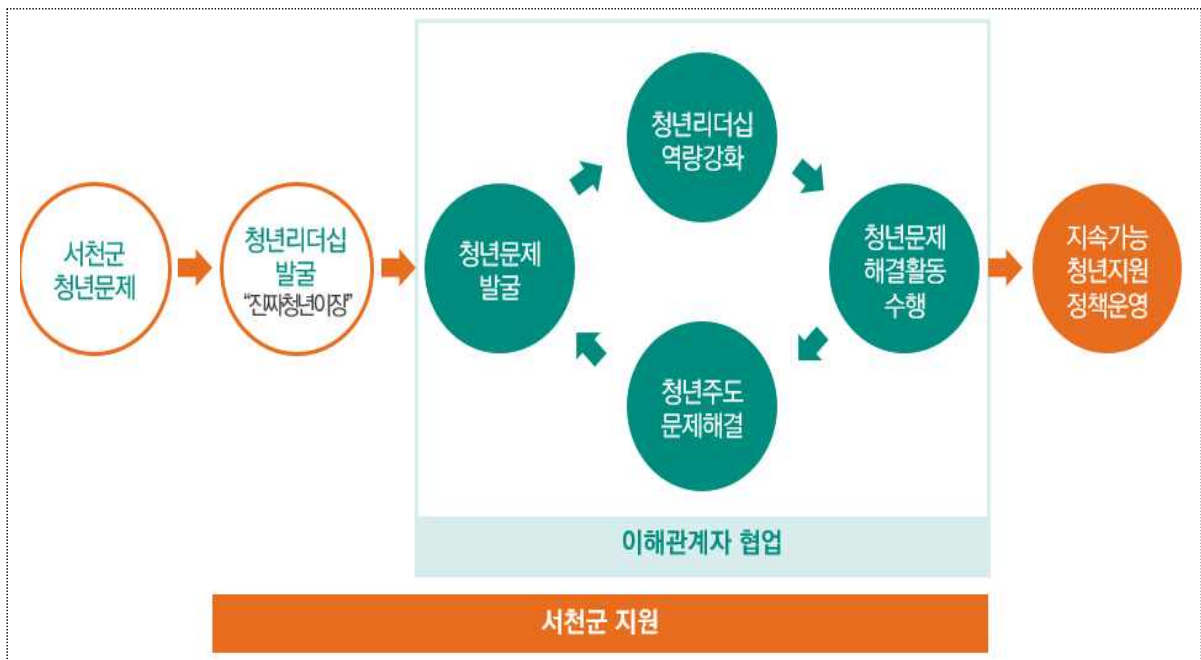 서천군
청년문제
청년리더십
발굴
“진짜청년이장”
청년문제
발굴
청년리더십
역량강화
청년문제
해결활동
수행
청년주도
문제해결
지속가능
청년지원
정책운영
이해관계자 협업
서천군 지원